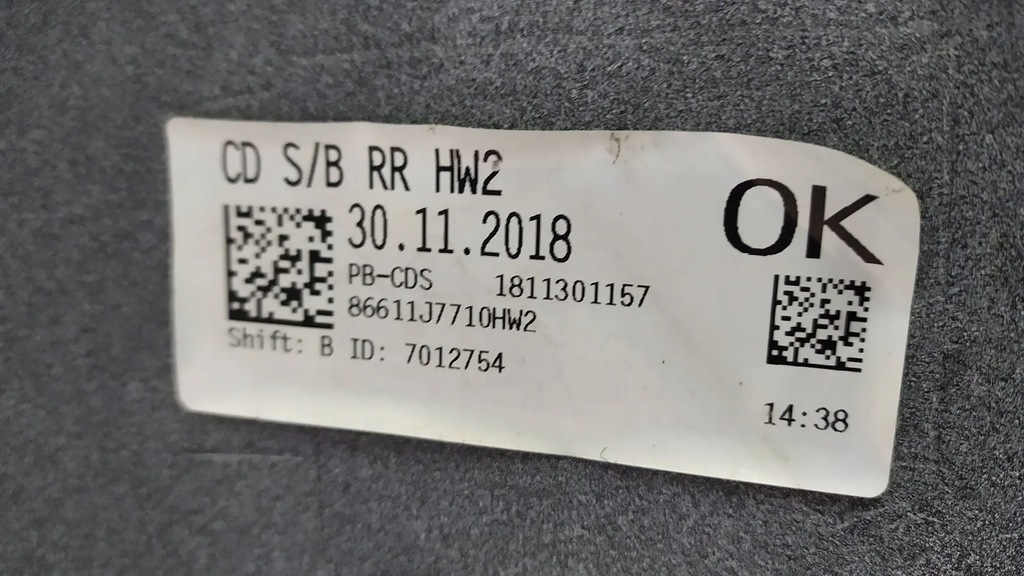 CD S/B RR HW2
OK
30.11.2018
PB-CDS 1811301157
86611J7710HW2
Shift: B ID: 7012754
14:38